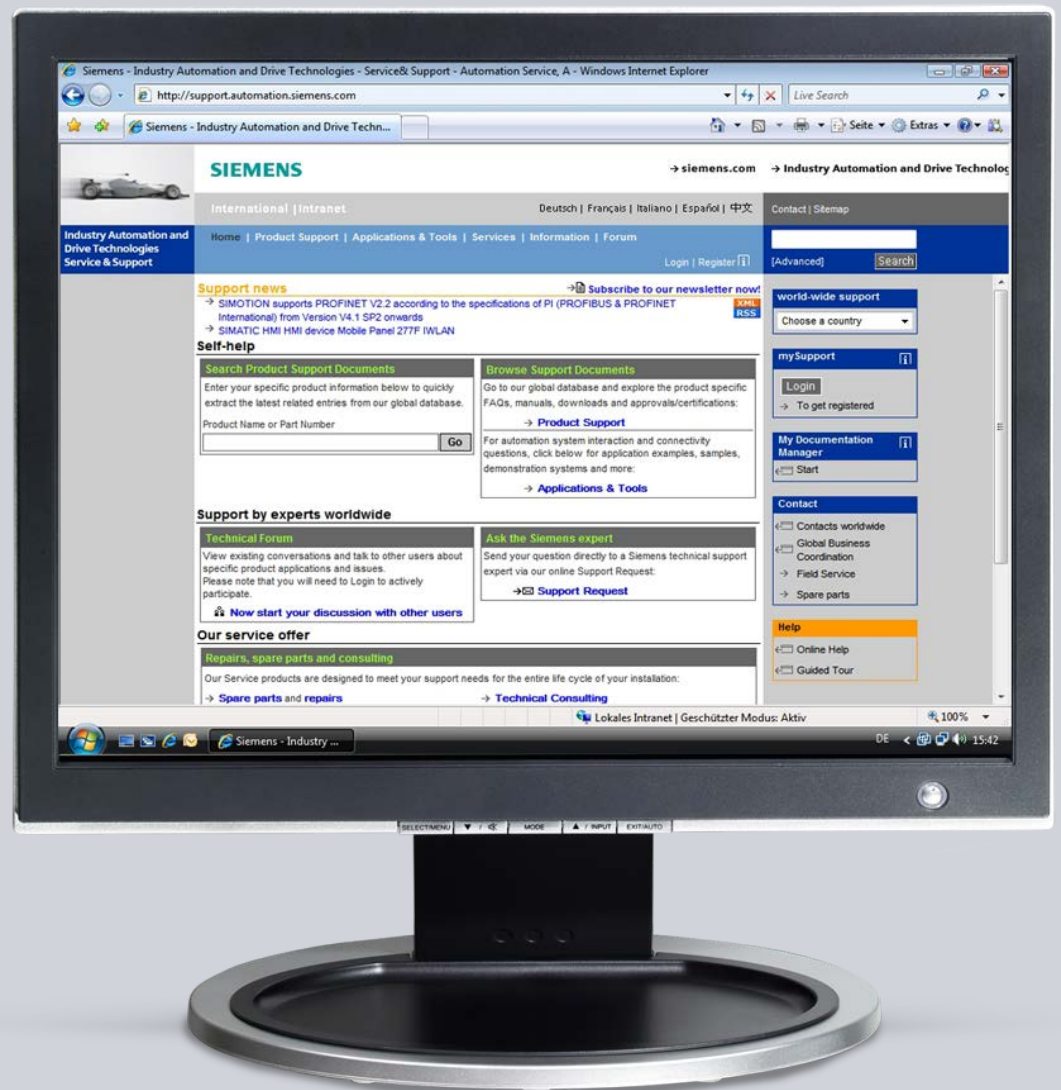 Siemens - Industry Automation and Drive Technologies - Service& Support - Automation Service, A - Windows Internet Explorer
http://support.automation.siemens.com
Live Search
Siemens - Industry Automation and Drive Techn...
Seite
Extras
SIEMENS
→ siemens.com
→ Industry Automation and Drive Technolog
International | Intranet
Deutsch | Français | Italiano | Español | 中文
Contact | Sitemap
Industry Automation and
Drive Technologies
Service & Support
Home | Product Support | Applications & Tools | Services | Information | Forum
Login | Register
[Advanced]
Search
Support news
→ Subscribe to our newsletter now!
→ SIMOTION supports PROFINET V2.2 according to the specifications of PI (PROFIBUS & PROFINET
International) from Version V4.1 SP2 onwards
XML
RSS
→ SIMATIC HMI HMI device Mobile Panel 277F IWLAN
Self-help
Search Product Support Documents
Enter your specific product information below to quickly
extract the latest related entries from our global database.
Product Name or Part Number
Go
Browse Support Documents
Go to our global database and explore the product specific
FAQs, manuals, downloads and approvals/certifications:
→ Product Support
For automation system interaction and connectivity
questions, click below for application examples, samples,
demonstration systems and more:
→ Applications & Tools
Support by experts worldwide
Technical Forum
View existing conversations and talk to other users about
specific product applications and issues.
Please note that you will need to Login to actively
participate.
Now start your discussion with other users
Ask the Siemens expert
Send your question directly to a Siemens technical support
expert via our online Support Request:
→ Support Request
Our service offer
Repairs, spare parts and consulting
Our Service products are designed to meet your support needs for the entire life cycle of your installation:
→ Spare parts and repairs
→ Technical Consulting
world-wide support
Choose a country
mySupport
Login
→ To get registered
My Documentation
Manager
Start
Contact
Contacts worldwide
Global Business
Coordination
→ Field Service
→ Spare parts
Help
Online Help
Guided Tour
Lokales Intranet | Geschützter Modus: Aktiv
100%
Siemens - Industry ...
DE
15:42
SELECT/MENU
▼ /
MODE
▲ / INPUT
EXIT/AUTO